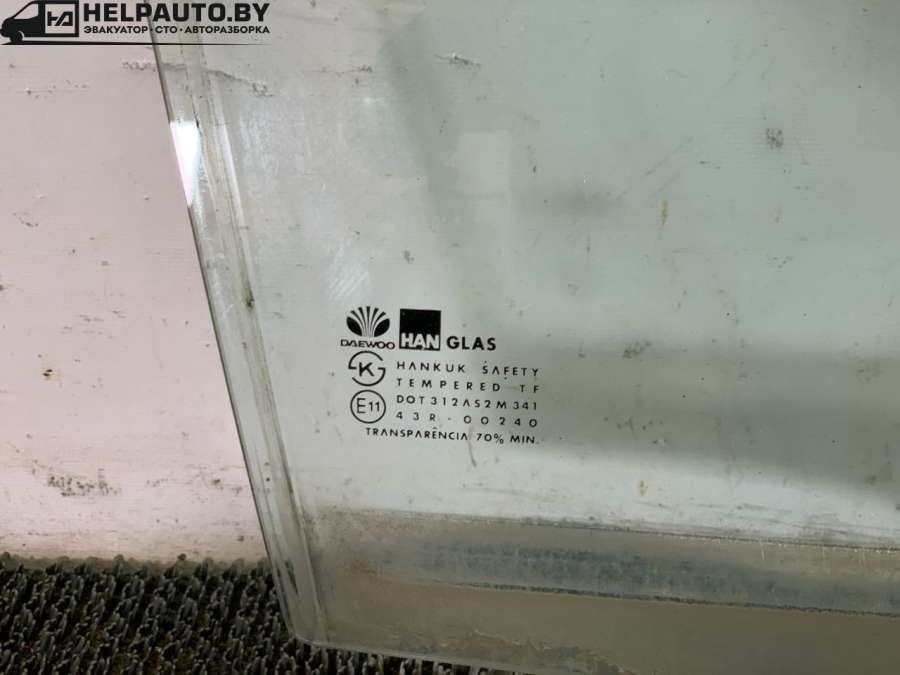 HELPAUTO.BY
ЭВАКУАТОР · СТО · АВТОРАЗБОРКА
DAEWOO HAN GLAS
K HANKUK SAFETY
TEMPERED TF
E11 DOT312AS2M341
43R-00240
TRANSPARÊNCIA 70% MIN.